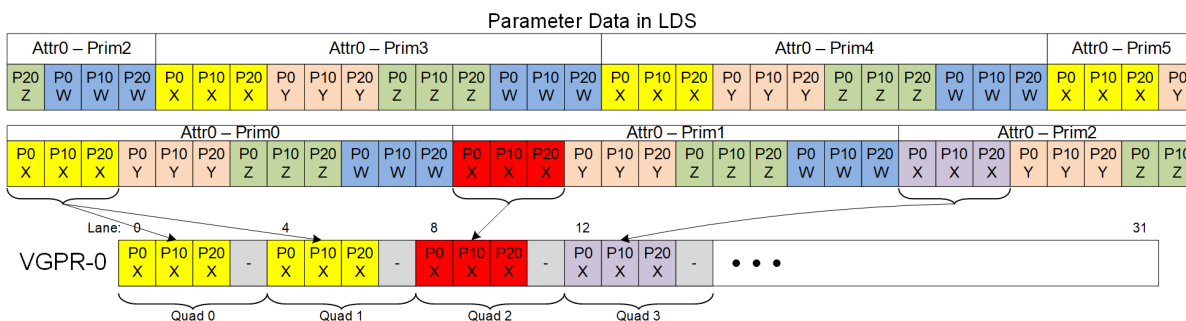 Parameter Data in LDS
Attr0 – Prim2 Attr0 – Prim3 Attr0 – Prim4 Attr0 – Prim5
P20 P0 P10 P20 P0 P10 P20 P0 P10 P20 P0 P10 P20 P0 P10 P20 P0 P10 P20 P0 P10 P20 P0 P10 P20 P0 P10 P20 P0 P10 P20 P0
Z W W W X X X Y Y Y Z Z Z W W W X X X Y Y Y Z Z Z W W W X X X Y
Attr0 – Prim0 Attr0 – Prim1 Attr0 – Prim2
P0 P10 P20 P0 P10 P20 P0 P10 P20 P0 P10 P20 P0 P10 P20 P0 P10 P20 P0 P10 P20 P0 P10 P20 P0 P10 P20 P0 P10 P20 P0 P10
X X X Y Y Y Z Z Z W W W X X X Y Y Y Z Z Z W W W X X X Y Y Y Z Z
Lane: 0 4 8 12 31
VGPR-0
P0 P10 P20 - P0 P10 P20 - P0 P10 P20 - P0 P10 P20 - • • •
X X X X X X X X X X X X
Quad 0 Quad 1 Quad 2 Quad 3